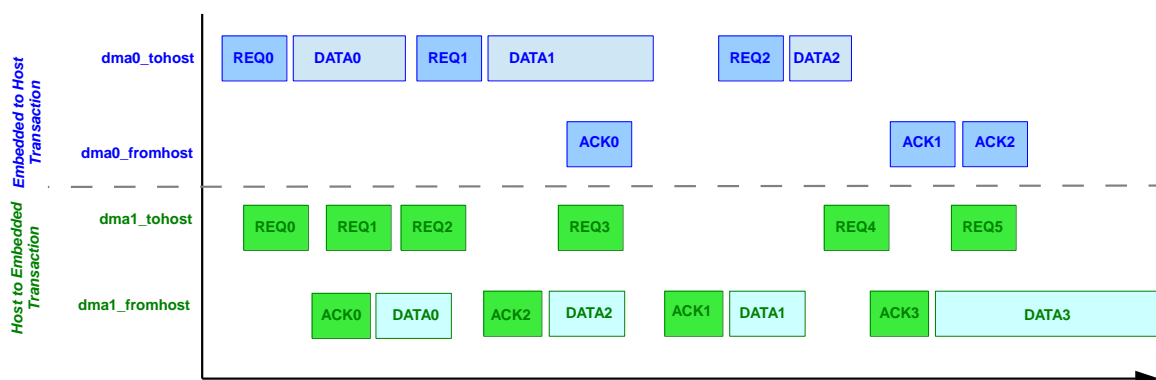 Embedded to Host
Transaction
dma0_tohost
REQ0
DATA0
REQ1
DATA1
REQ2
DATA2
dma0_fromhost
ACK0
ACK1
ACK2
Host to Embedded
Transaction
dma1_tohost
REQ0
REQ1
REQ2
REQ3
REQ4
REQ5
dma1_fromhost
ACK0
DATA0
ACK2
DATA2
ACK1
DATA1
ACK3
DATA3